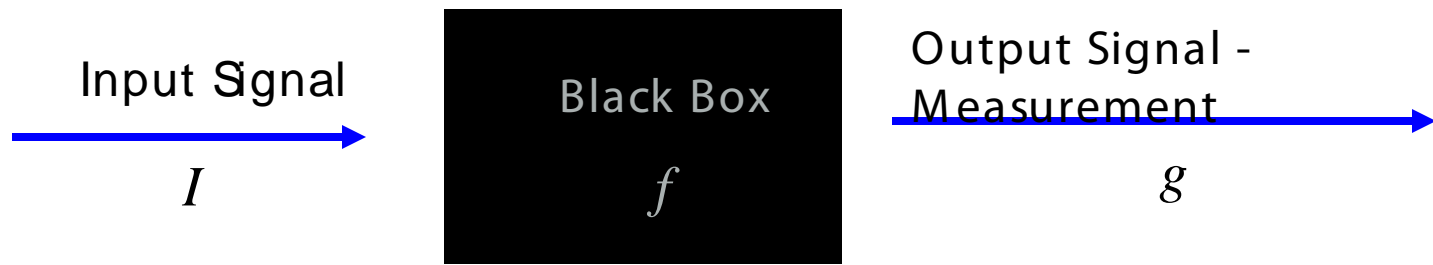 Input Signal
I
Black Box
f
Output Signal -
Measurement
g